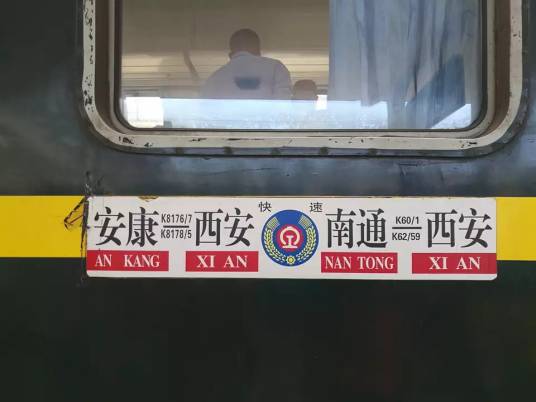 快速
安康 K8176/7 西安 南通 K60/1 西安
K8178/5 K62/59
AN KANG XI AN NAN TONG XI AN